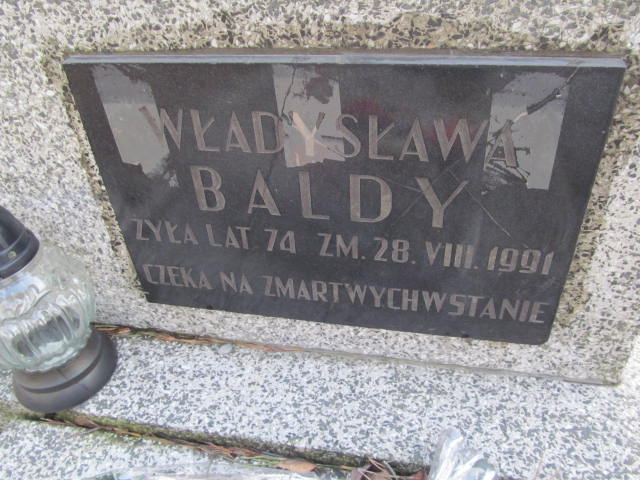 WŁADYSŁAWA
BALDY
ŻYŁA LAT. 74 ZM. 28. VIII. 1991
CZEKA NA ZMARTWYCHWSTANIE